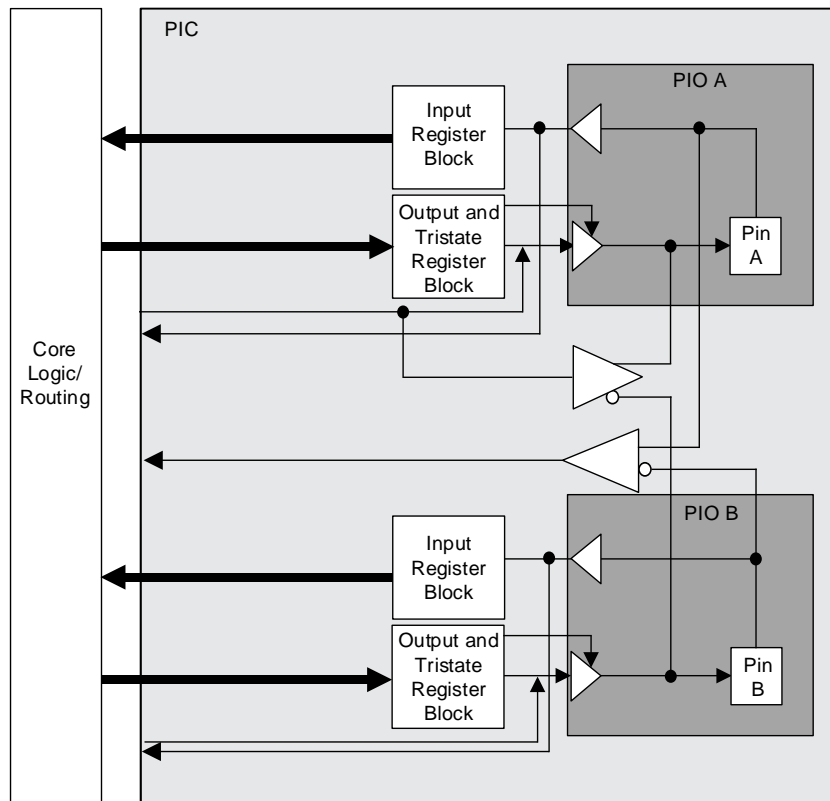 PIC
PIO A
Input
Register
Block
Output and
Tristate
Register
Block
Pin
A
Core
Logic/
Routing
PIO B
Input
Register
Block
Output and
Tristate
Register
Block
Pin
B